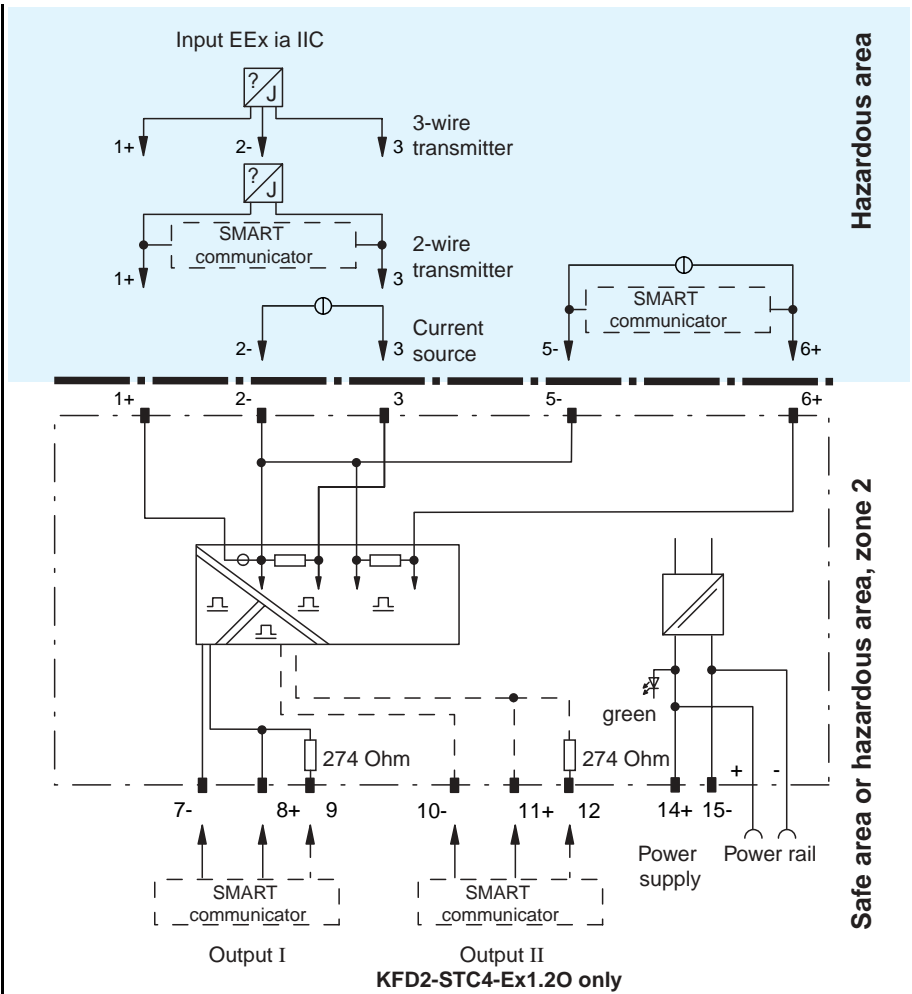 Input EEx ia IIC
Hazardous area
?
J
3-wire
transmitter
1+
2-
3
?
J
SMART
communicator
2-wire
transmitter
1+
3
SMART
communicator
Current
source
2-
3
5-
6+
1+
2-
3
5-
6+
Safe area or hazardous area, zone 2
green
274 Ohm
274 Ohm
+
-
7-
8+
9
10-
11+
12
14+
15-
Power
supply
Power rail
SMART
communicator
SMART
communicator
Output I
Output II
KFD2-STC4-Ex1.2O only